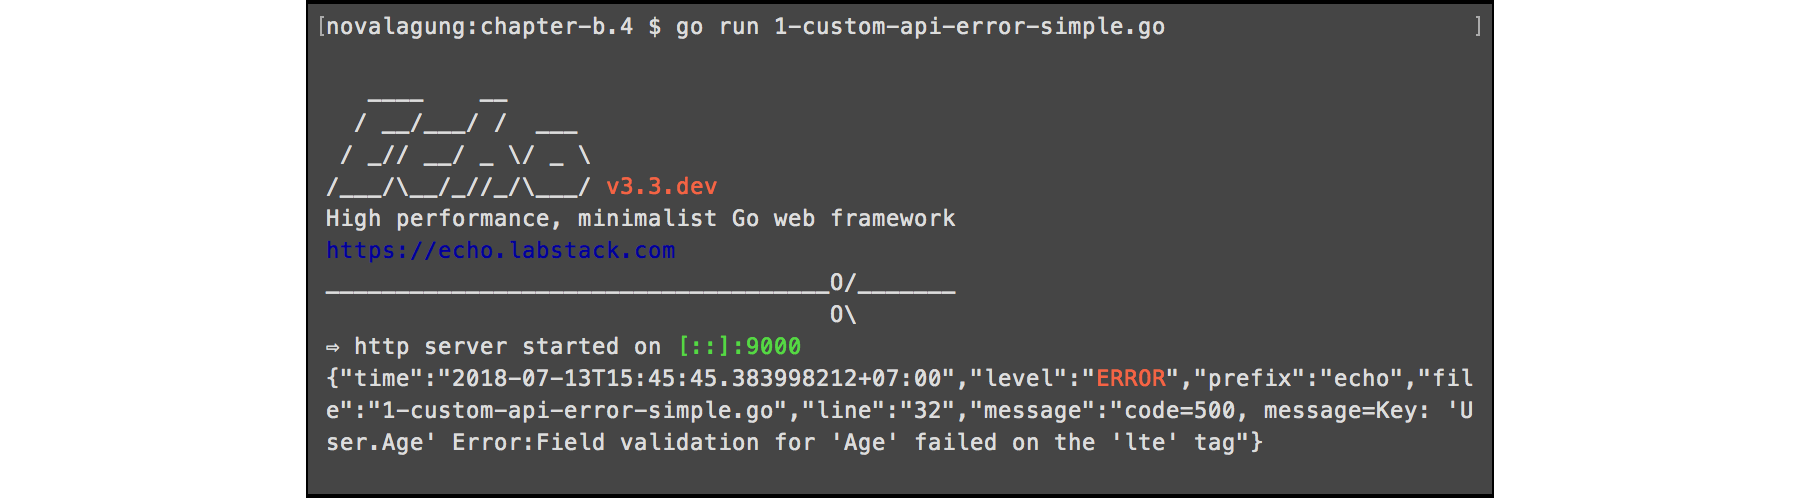 [novalagung:chapter-b.4 $ go run 1-custom-api-error-simple.go ]
   ____    __
  / __/___/ /  ___
 / _// __/ _ \/ _ \
/___/\__/_//_/\___/ v3.3.dev
High performance, minimalist Go web framework
https://echo.labstack.com
____________________________________O/_______
                                    O\
⇨ http server started on [::]:9000
{"time":"2018-07-13T15:45:45.383998212+07:00","level":"ERROR","prefix":"echo","fil
e":"1-custom-api-error-simple.go","line":"32","message":"code=500, message=Key: 'U
ser.Age' Error:Field validation for 'Age' failed on the 'lte' tag"}